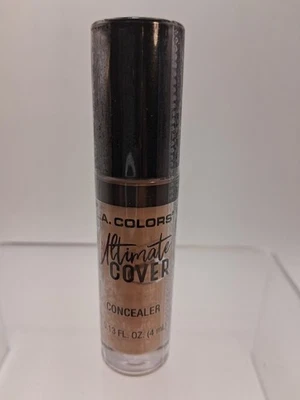 .A. COLORS
Ultimate
COVER
CONCEALER
.13 FL. OZ. (4 mL)